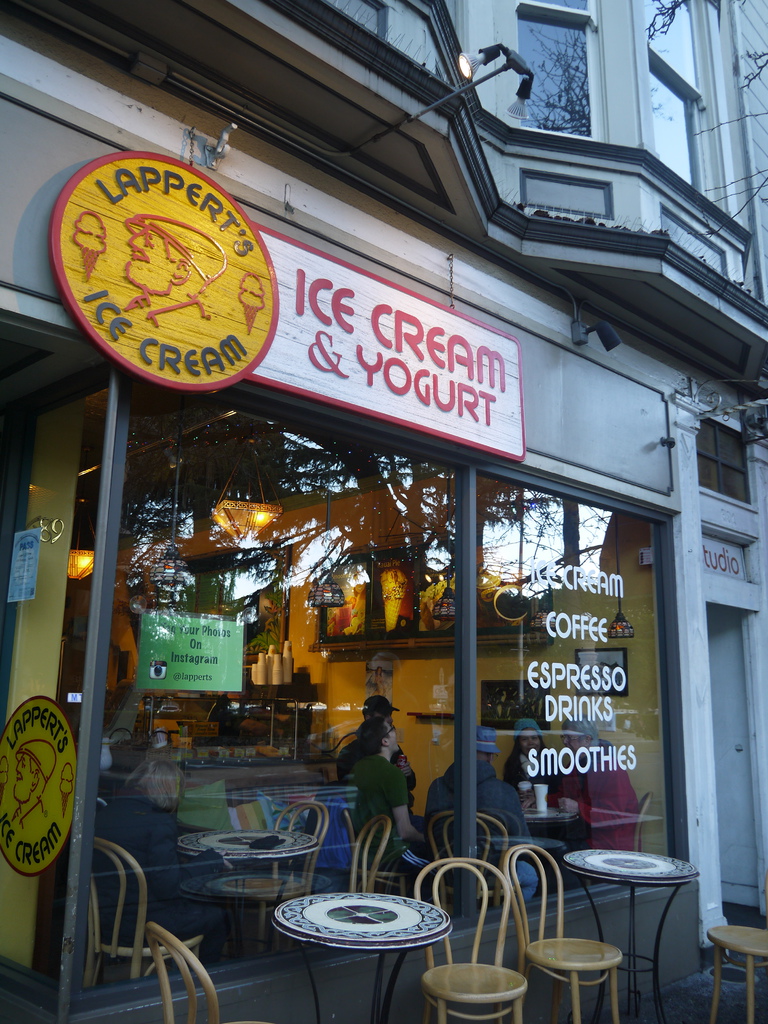 LAPPERT'S
ICE CREAM
ICE CREAM
& YOGURT
89
Your Photos
On
Instagram
@lapperts
ICE CREAM
COFFEE
ESPRESSO
DRINKS
SMOOTHIES
tudio
LAPPERT'S
ICE CREAM